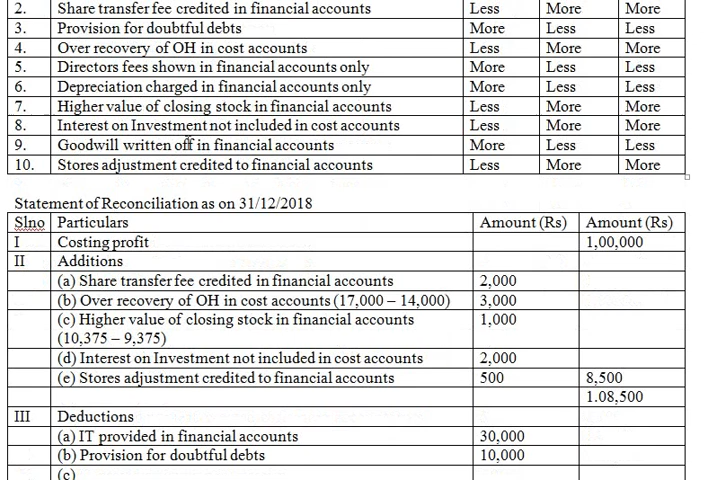 2. Share transfer fee credited in financial accounts Less More More
3. Provision for doubtful debts More Less Less
4. Over recovery of OH in cost accounts Less More More
5. Directors fees shown in financial accounts only More Less Less
6. Depreciation charged in financial accounts only More Less Less
7. Higher value of closing stock in financial accounts Less More More
8. Interest on Investment not included in cost accounts Less More More
9. Goodwill written off in financial accounts More Less Less
10. Stores adjustment credited to financial accounts Less More More
Statement of Reconciliation as on 31/12/2018
Slno Particulars Amount (Rs) Amount (Rs)
I Costing profit 1,00,000
II Additions
(a) Share transfer fee credited in financial accounts 2,000
(b) Over recovery of OH in cost accounts (17,000 – 14,000) 3,000
(c) Higher value of closing stock in financial accounts 1,000
(10,375 – 9,375)
(d) Interest on Investment not included in cost accounts 2,000
(e) Stores adjustment credited to financial accounts 500 8,500
1.08,500
III Deductions
(a) IT provided in financial accounts 30,000
(b) Provision for doubtful debts 10,000
(c)